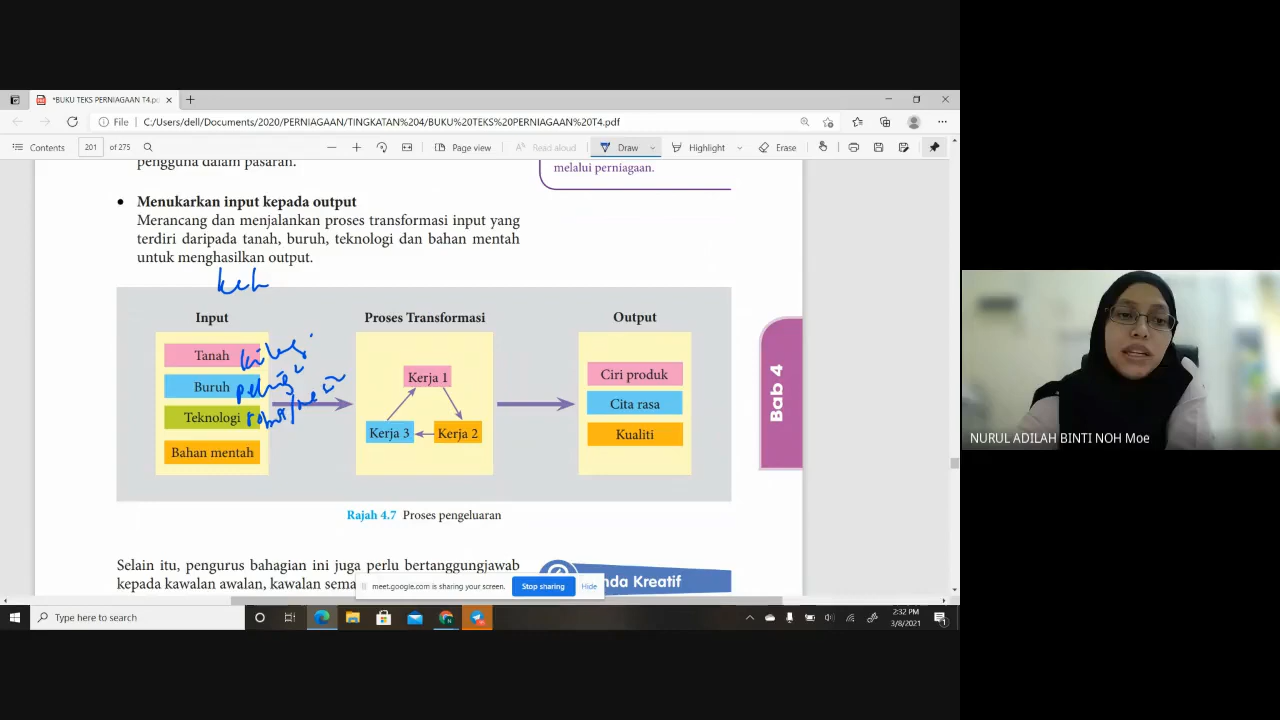 *BUKU TEKS PERNIAGAAN T4.pd
File
C:/Users/dell/Documents/2020/PERNIAGAAN/TINGKATAN%204/BUKU%20TEKS%20PERNIAGAAN%20T4.pdf
Contents 201 of 275 Page view Read aloud Draw Highlight Erase
pengguna dalam pasaran.
melalui perniagaan.
• Menukarkan input kepada output
Merancang dan menjalankan proses transformasi input yang
terdiri daripada tanah, buruh, teknologi dan bahan mentah
untuk menghasilkan output.
Input Proses Transformasi Output
Tanah
Buruh
Teknologi
Bahan mentah
Kerja 1
Kerja 3 Kerja 2
Ciri produk
Cita rasa
Kualiti
Rajah 4.7 Proses pengeluaran
Bab 4
Selain itu, pengurus bahagian ini juga perlu bertanggungjawab
kepada kawalan awalan, kawalan sema
nda Kreatif
meet.google.com is sharing your screen. Stop sharing Hide
Type here to search
2:32 PM
3/8/2021
NURUL ADILAH BINTI NOH Moe